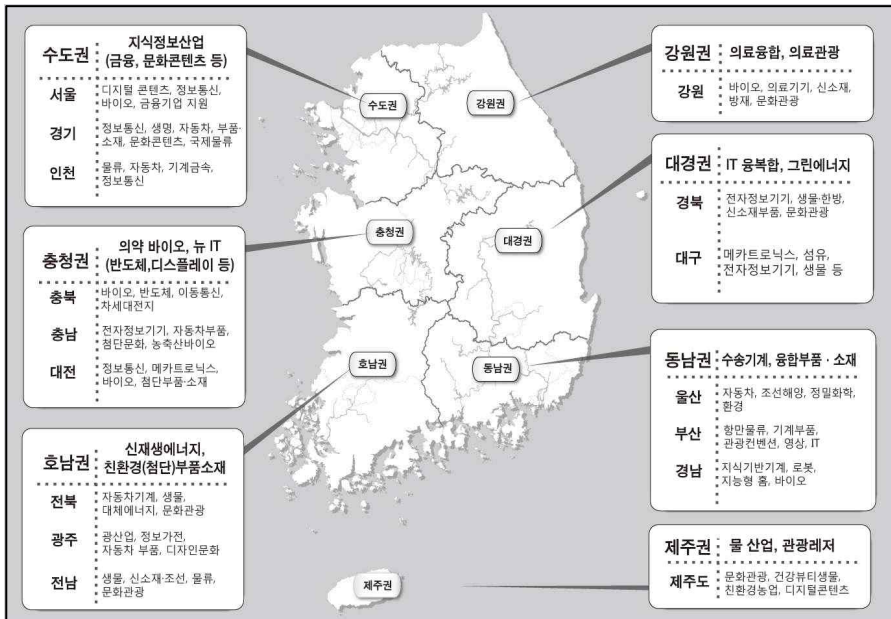 수도권
지식정보산업
(금융, 문화콘텐츠 등)
서울
디지털 콘텐츠, 정보통신,
바이오, 금융기업 지원
경기
정보통신, 생명, 자동차, 부품·
소재, 문화콘텐츠, 국제물류
인천
물류, 자동차, 기계금속,
정보통신
충청권
의약 바이오, 뉴 IT
(반도체,디스플레이 등)
충북
바이오, 반도체, 이동통신,
차세대전지
충남
전자정보기기, 자동차부품,
첨단문화, 농축산바이오
대전
정보통신, 메카트로닉스,
바이오, 첨단부품·소재
호남권
신재생에너지,
친환경(첨단)부품소재
전북
자동차기계, 생물,
대체에너지, 문화관광
광주
광산업, 정보가전,
자동차 부품, 디자인문화
전남
생물, 신소재·조선, 물류,
문화관광
수도권
강원권
충청권
대경권
호남권
동남권
제주권
강원권
의료융합, 의료관광
강원
바이오, 의료기기, 신소재,
방재, 문화관광
대경권
IT 융복합, 그린에너지
경북
전자정보기기, 생물·한방,
신소재부품, 문화관광
대구
메카트로닉스, 섬유,
전자정보기기, 생물 등
동남권
수송기계, 융합부품 · 소재
울산
자동차, 조선해양, 정밀화학,
환경
부산
항만물류, 기계부품,
관광컨벤션, 영상, IT
경남
지식기반기계, 로봇,
지능형 홈, 바이오
제주권
물 산업, 관광레저
제주도
문화관광, 건강뷰티생물,
친환경농업, 디지털콘텐츠